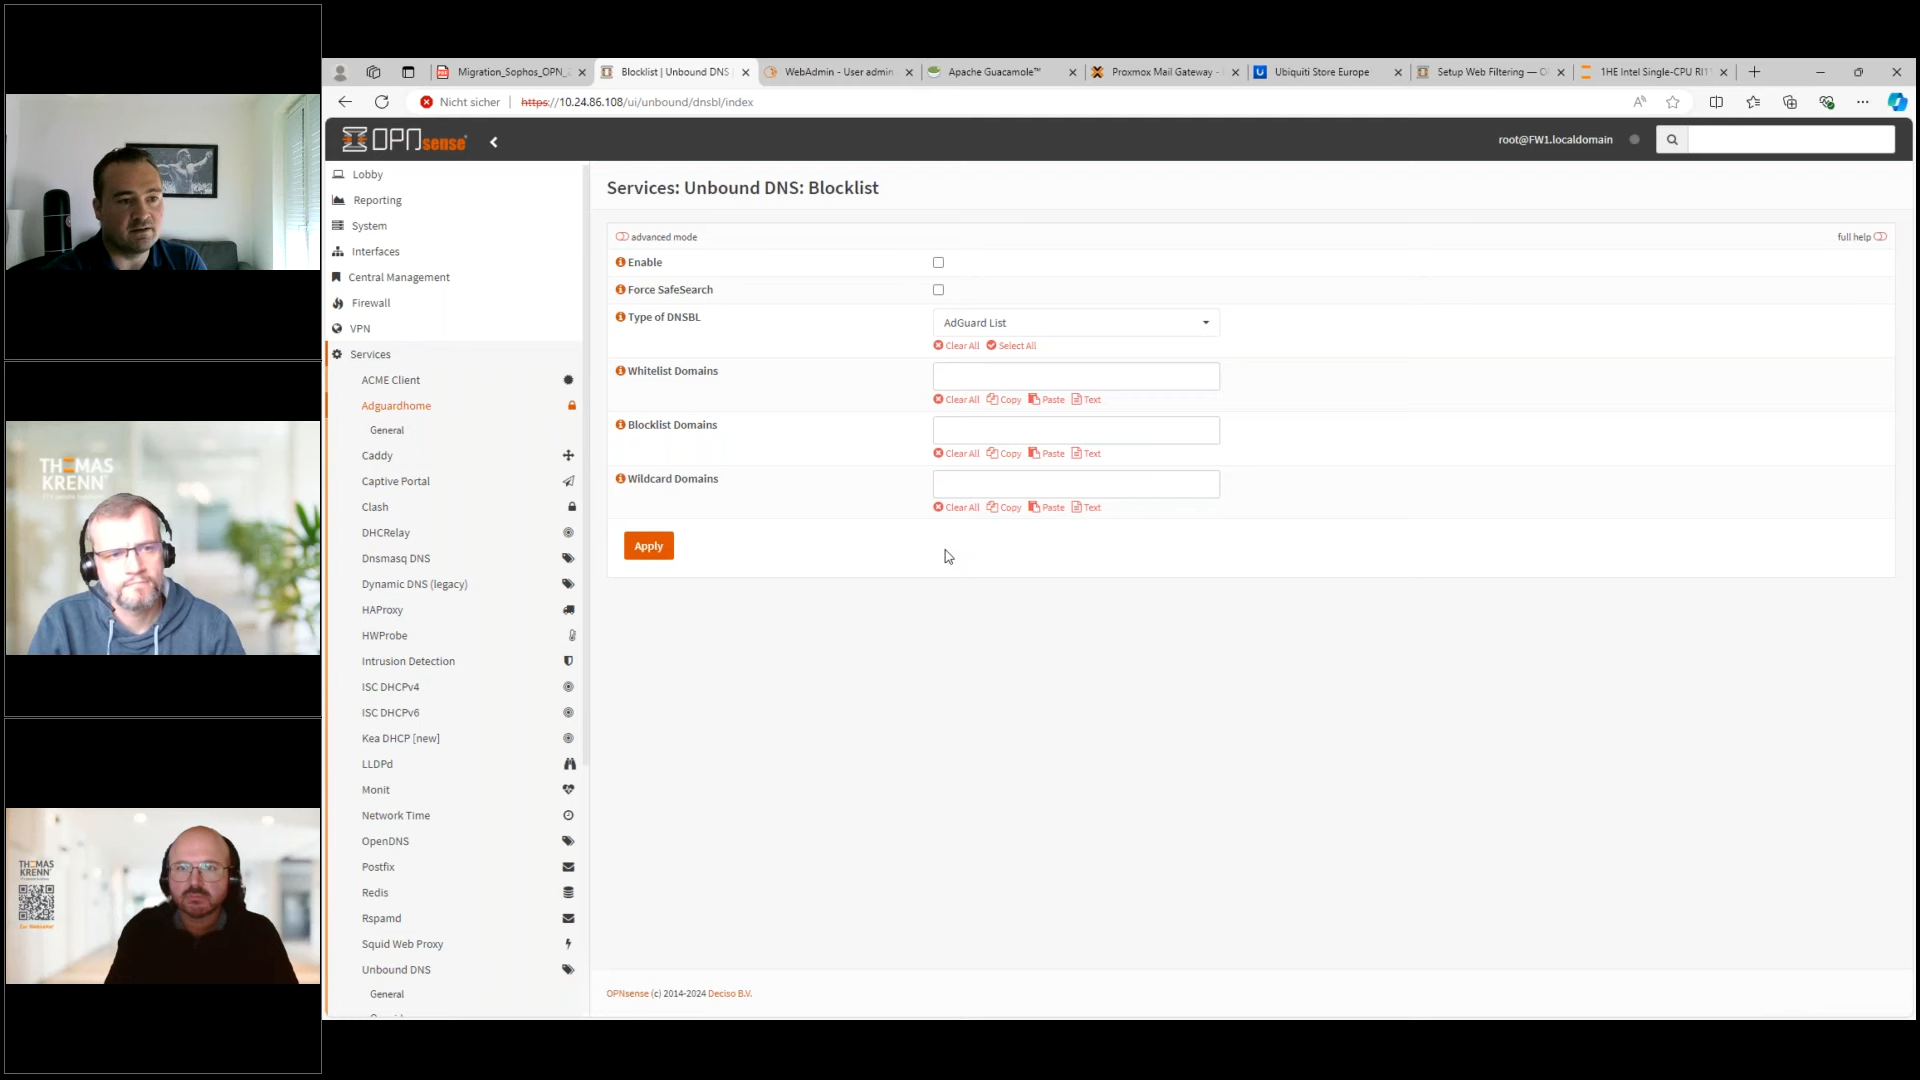 Migration_Sophos_OPN_
Blocklist | Unbound DNS
WebAdmin - User admin
Apache Guacamole™
Proxmox Mail Gateway -
Ubiquiti Store Europe
Setup Web Filtering —
1HE Intel Single-CPU RI1
Nicht sicher
https://10.24.86.108/ui/unbound/dnsbl/index
OPNsense
root@FW1.localdomain
Lobby
Reporting
System
Interfaces
Central Management
Firewall
VPN
Services
ACME Client
Adguardhome
General
Caddy
Captive Portal
Clash
DHCRelay
Dnsmasq DNS
Dynamic DNS (legacy)
HAProxy
HWProbe
Intrusion Detection
ISC DHCPv4
ISC DHCPv6
Kea DHCP [new]
LLDPd
Monit
Network Time
OpenDNS
Postfix
Redis
Rspamd
Squid Web Proxy
Unbound DNS
General
Services: Unbound DNS: Blocklist
advanced mode
full help
Enable
Force SafeSearch
Type of DNSBL
AdGuard List
Clear All Select All
Whitelist Domains
Clear All Copy Paste Text
Blocklist Domains
Clear All Copy Paste Text
Wildcard Domains
Clear All Copy Paste Text
Apply
OPNsense (c) 2014-2024 Deciso B.V.
THOMAS
KRENN
THOMAS
KRENN